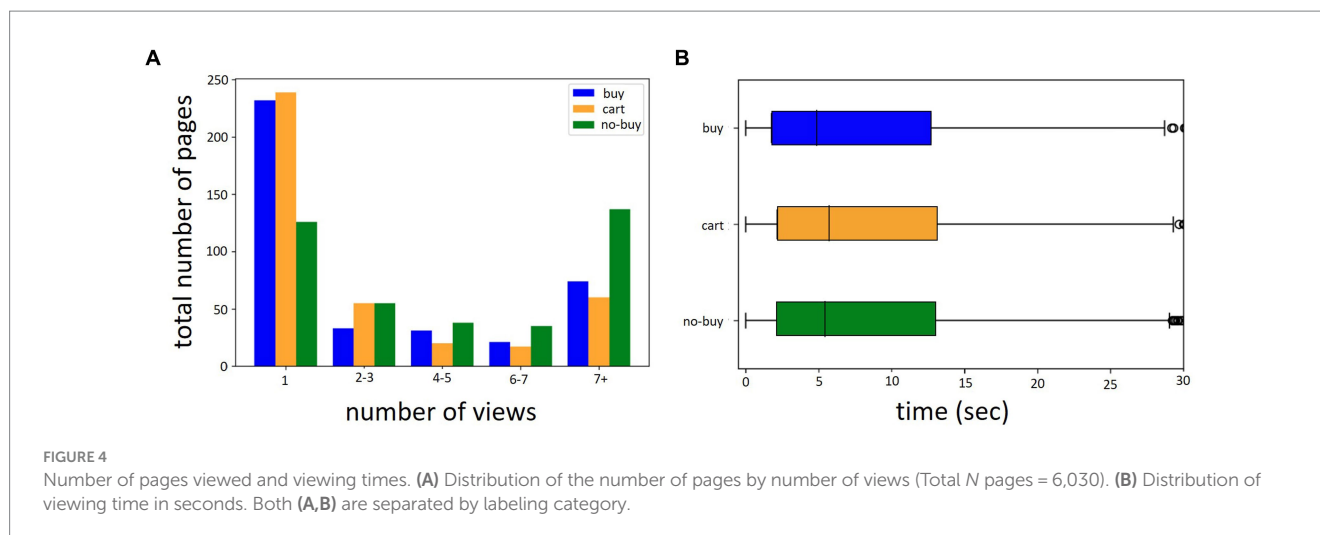 A
total number of pages
250
200
150
100
50
0
buy
cart
no-buy
1 2-3 4-5 6-7 7+
number of views
B
buy
cart
no-buy
0 5 10 15 20 25 30
time (sec)
FIGURE 4
Number of pages viewed and viewing times. (A) Distribution of the number of pages by number of views (Total N pages = 6,030). (B) Distribution of
viewing time in seconds. Both (A,B) are separated by labeling category.